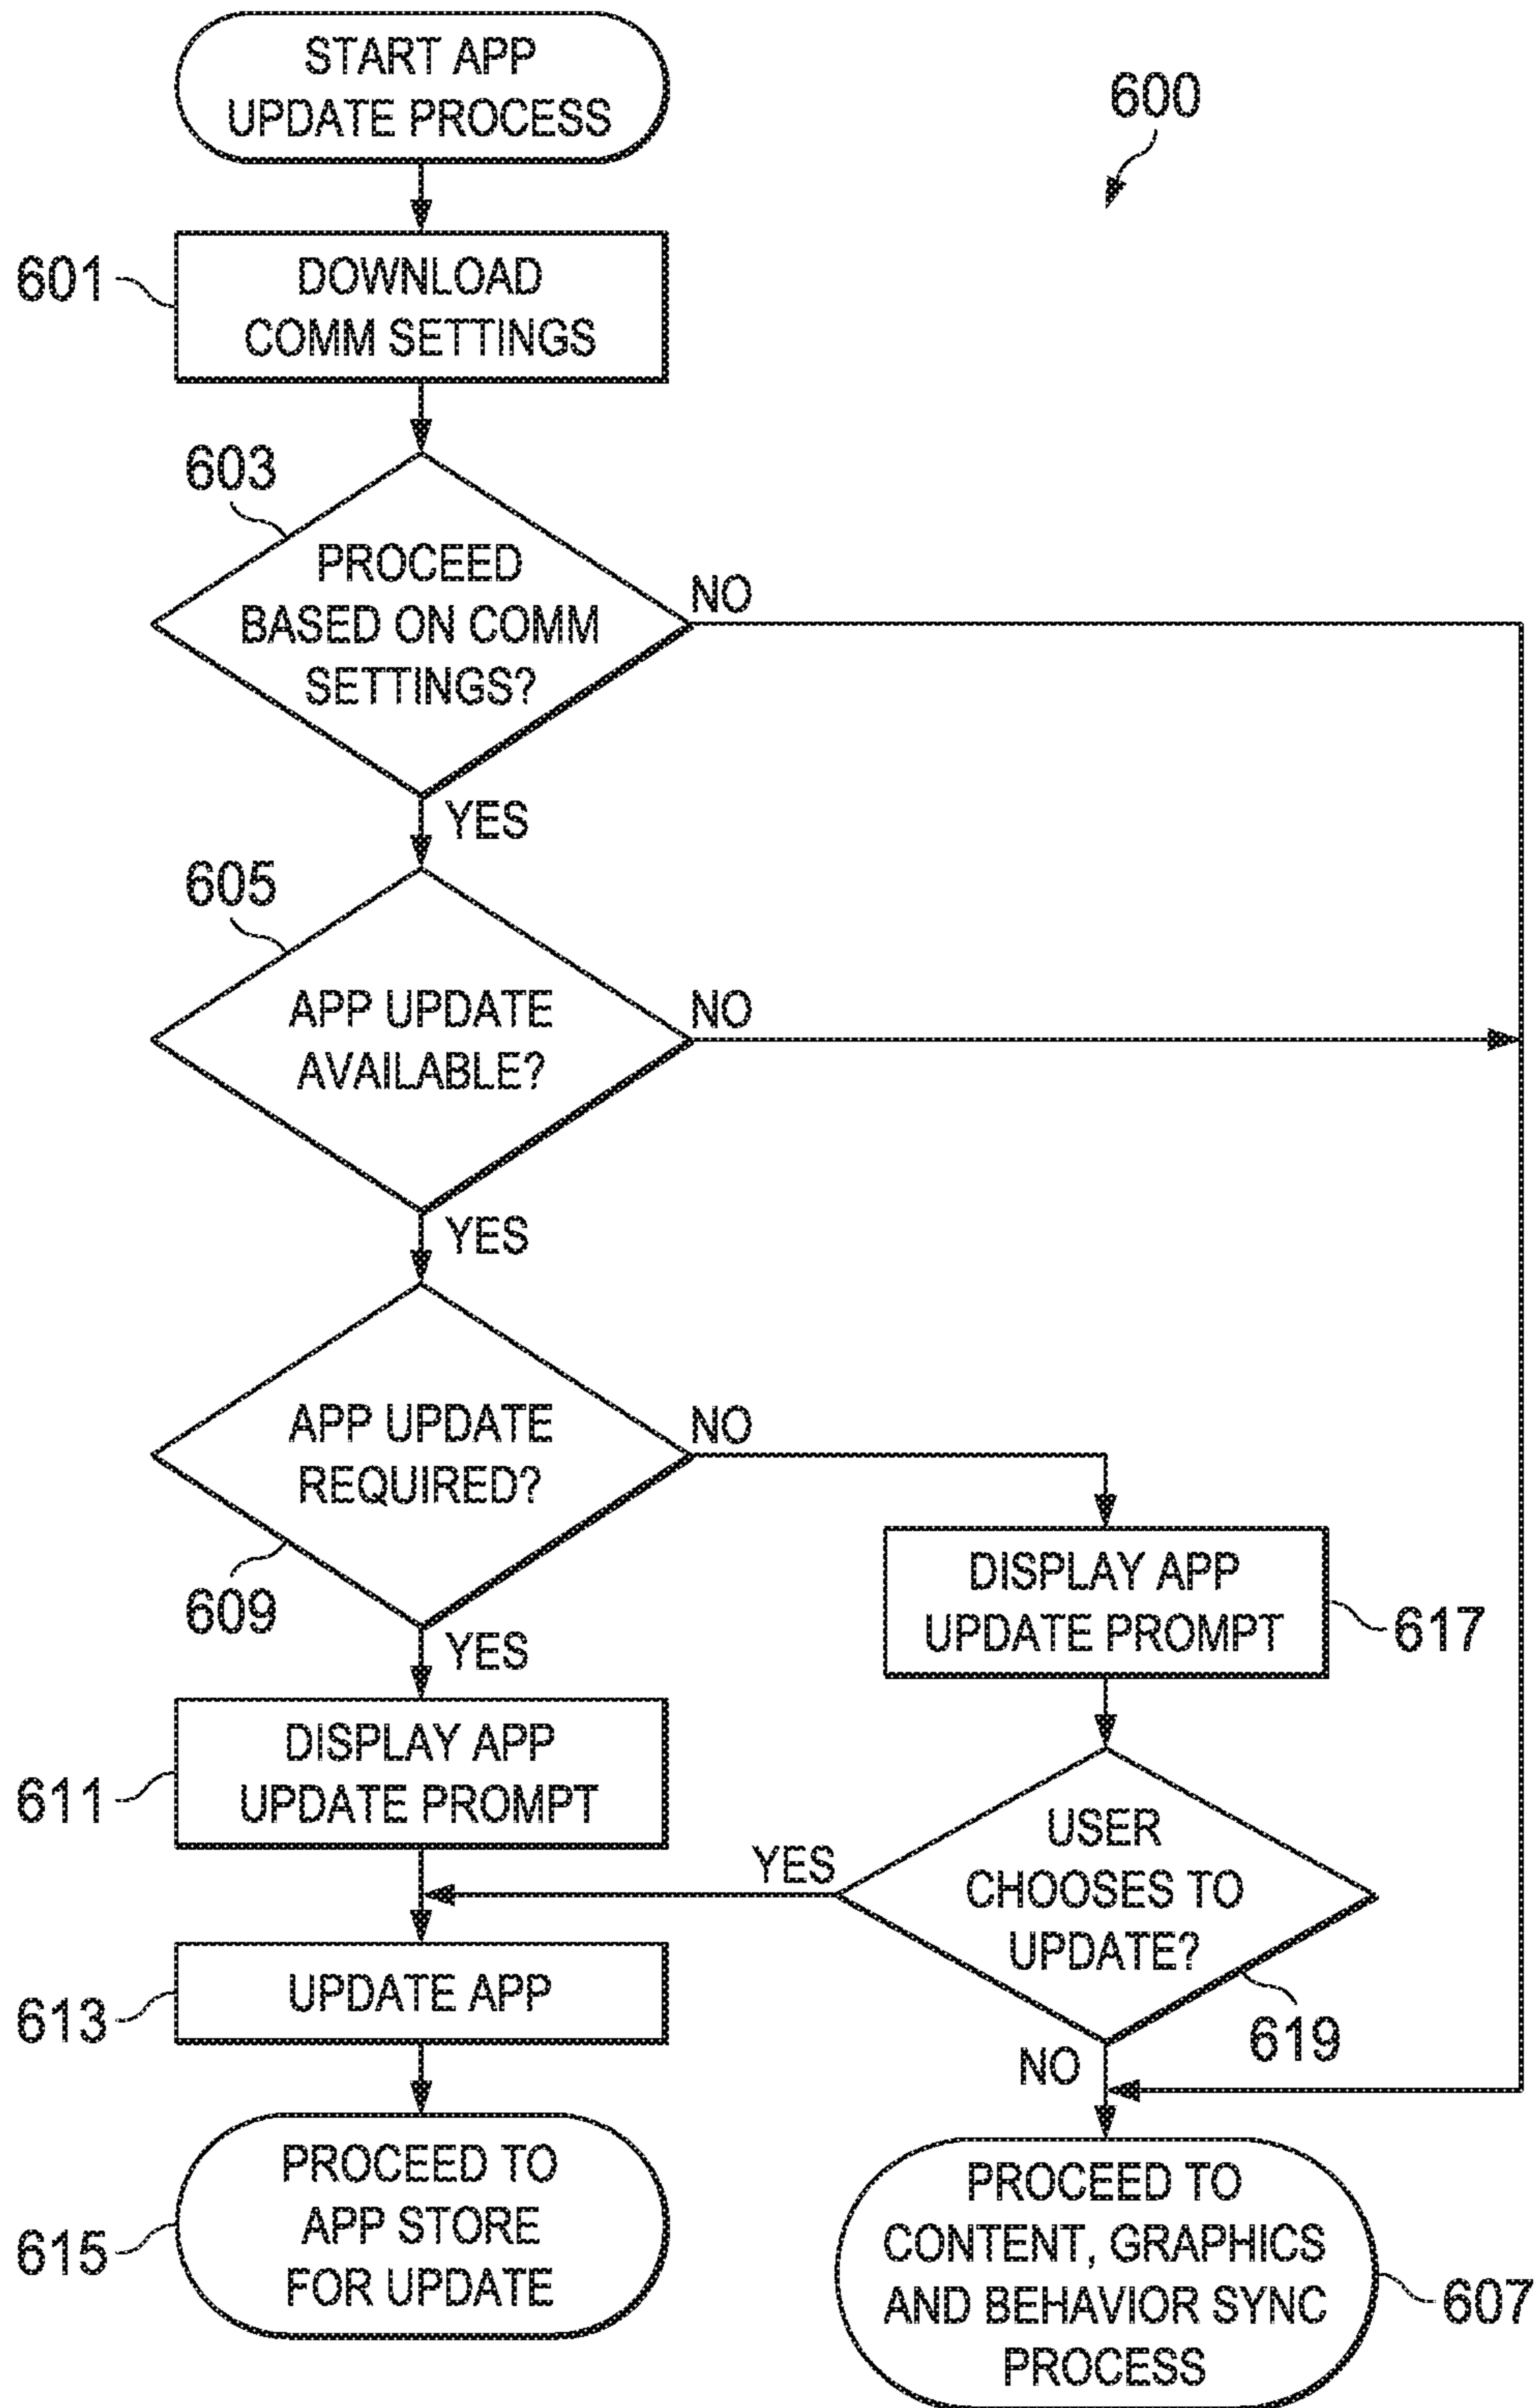 START APP
UPDATE PROCESS
600
601
DOWNLOAD
COMM SETTINGS
603
PROCEED
BASED ON COMM
SETTINGS?
NO
YES
605
APP UPDATE
AVAILABLE?
NO
YES
APP UPDATE
REQUIRED?
NO
609
YES
DISPLAY APP
UPDATE PROMPT
617
611
DISPLAY APP
UPDATE PROMPT
YES
USER
CHOOSES TO
UPDATE?
619
NO
613
UPDATE APP
615
PROCEED TO
APP STORE
FOR UPDATE
PROCEED TO
CONTENT, GRAPHICS
AND BEHAVIOR SYNC
PROCESS
607